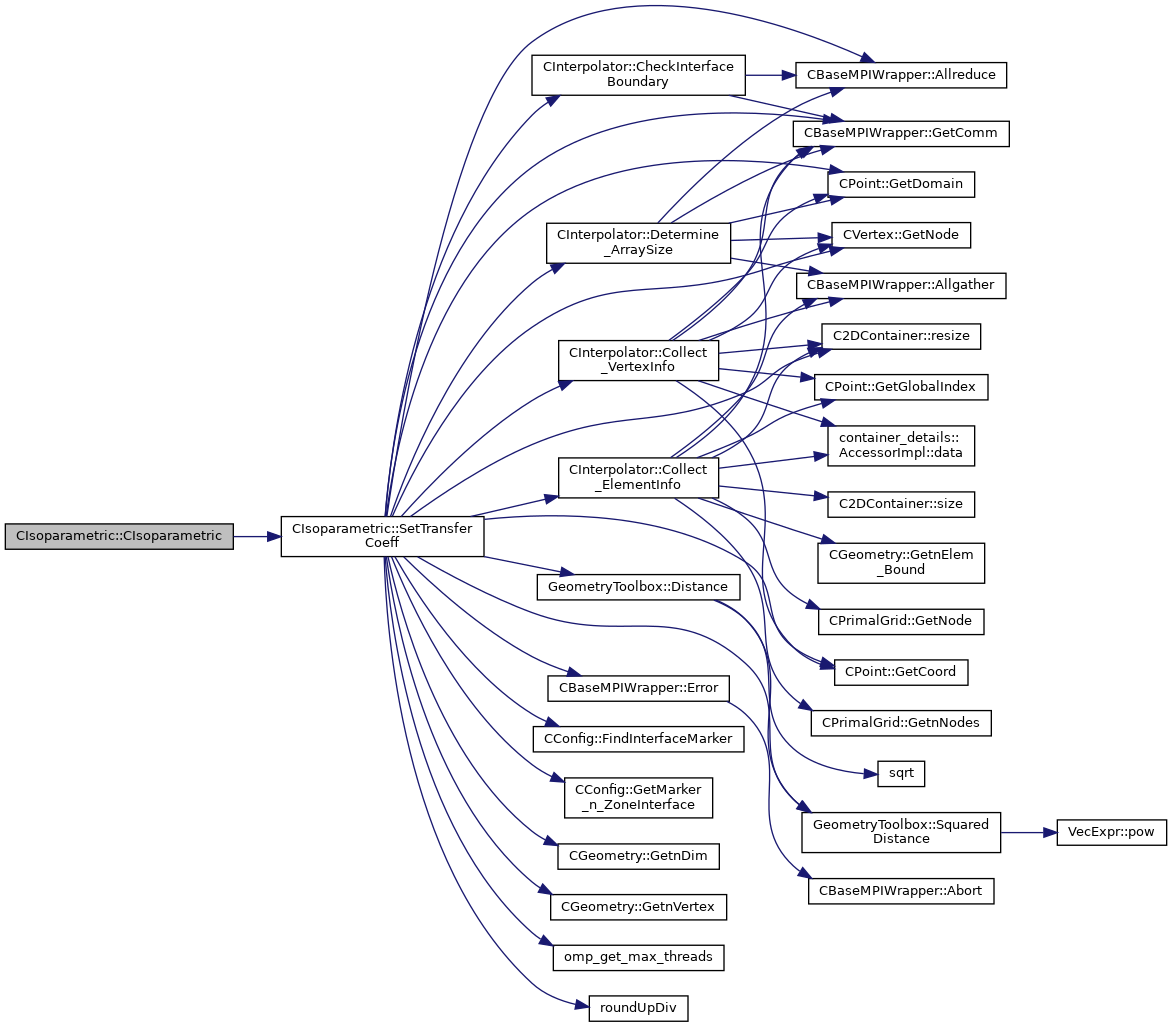 CIsoparametric::CIsoparametric
CIsoparametric::SetTransfer
Coeff
CInterpolator::CheckInterface
Boundary
CInterpolator::Determine
_ArraySize
CInterpolator::Collect
_VertexInfo
CInterpolator::Collect
_ElementInfo
GeometryToolbox::Distance
CBaseMPIWrapper::Error
CConfig::FindInterfaceMarker
CConfig::GetMarker
_n_ZoneInterface
CGeometry::GetnDim
CGeometry::GetnVertex
omp_get_max_threads
roundUpDiv
CBaseMPIWrapper::Allreduce
CBaseMPIWrapper::GetComm
CPoint::GetDomain
CVertex::GetNode
CBaseMPIWrapper::Allgather
C2DContainer::resize
CPoint::GetGlobalIndex
container_details::
AccessorImpl::data
C2DContainer::size
CGeometry::GetnElem
_Bound
CPrimalGrid::GetNode
CPoint::GetCoord
CPrimalGrid::GetnNodes
sqrt
GeometryToolbox::Squared
Distance
CBaseMPIWrapper::Abort
VecExpr::pow